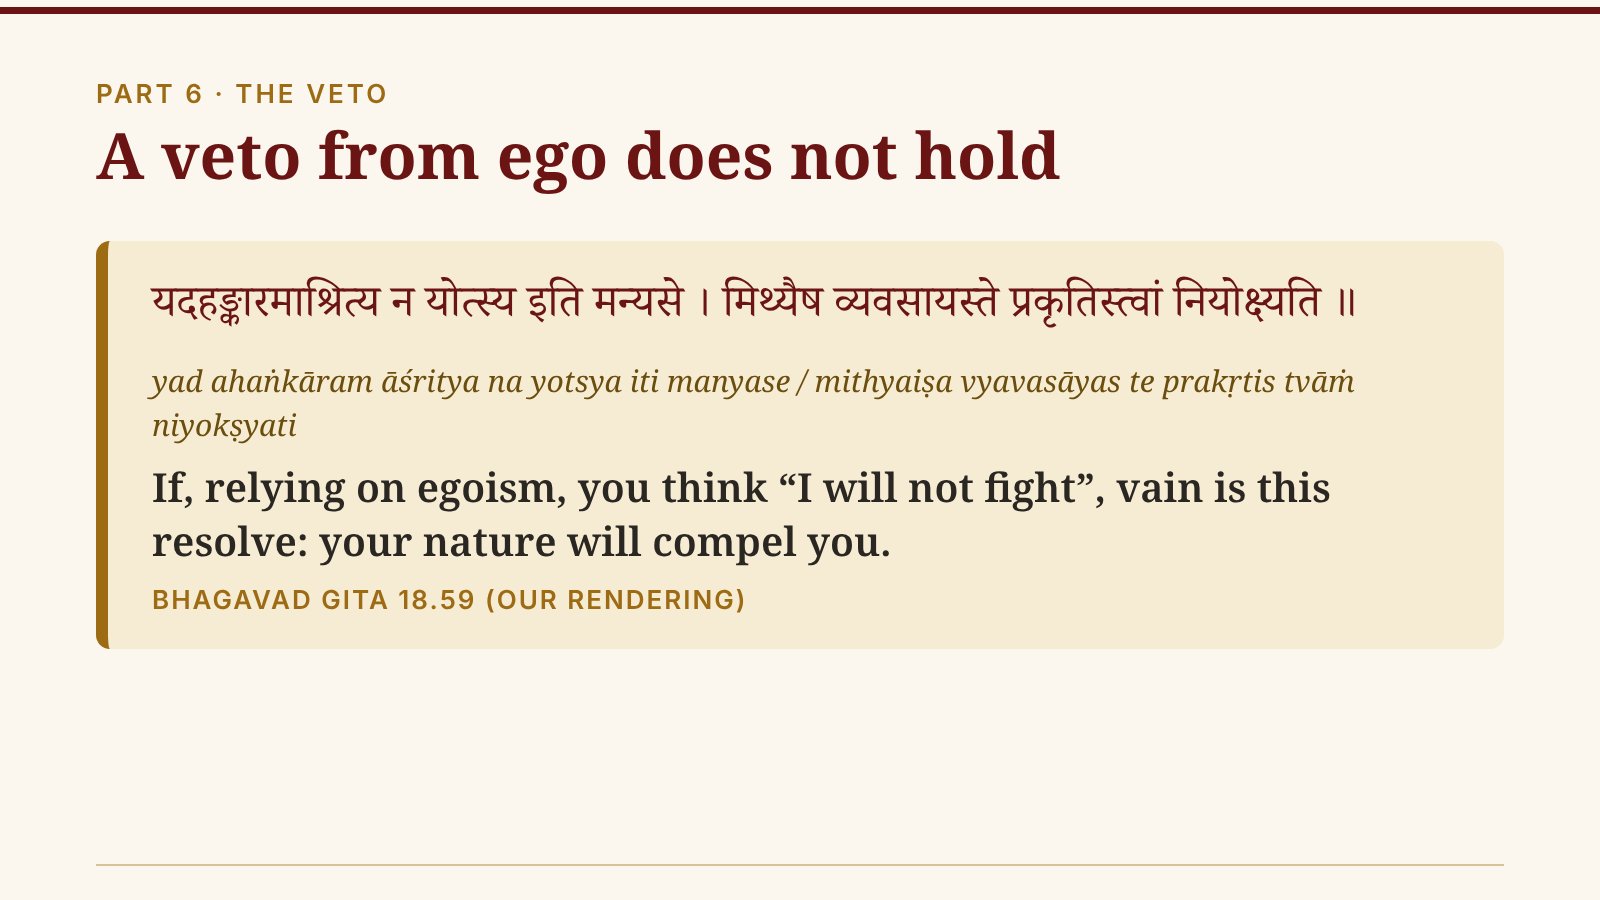 PART 6 · THE VETO
A veto from ego does not hold
यदहङ्कारमाश्रित्य न योत्स्य इति मन्यसे । मिथ्यैष व्यवसायस्ते प्रकृतिस्त्वां नियोक्ष्यति ॥
yad ahaṅkāram āśritya na yotsya iti manyase / mithyaiṣa vyavasāyas te prakṛtis tvāṁ
niyokṣyati
If, relying on egoism, you think “I will not fight”, vain is this
resolve: your nature will compel you.
BHAGAVAD GITA 18.59 (OUR RENDERING)